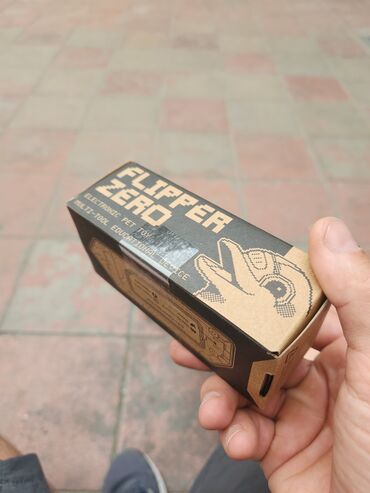 FLIPPER
ZERO
ELECTRONIC PET TOY
MULTI-TOOL EDUCATIONAL DEVICE